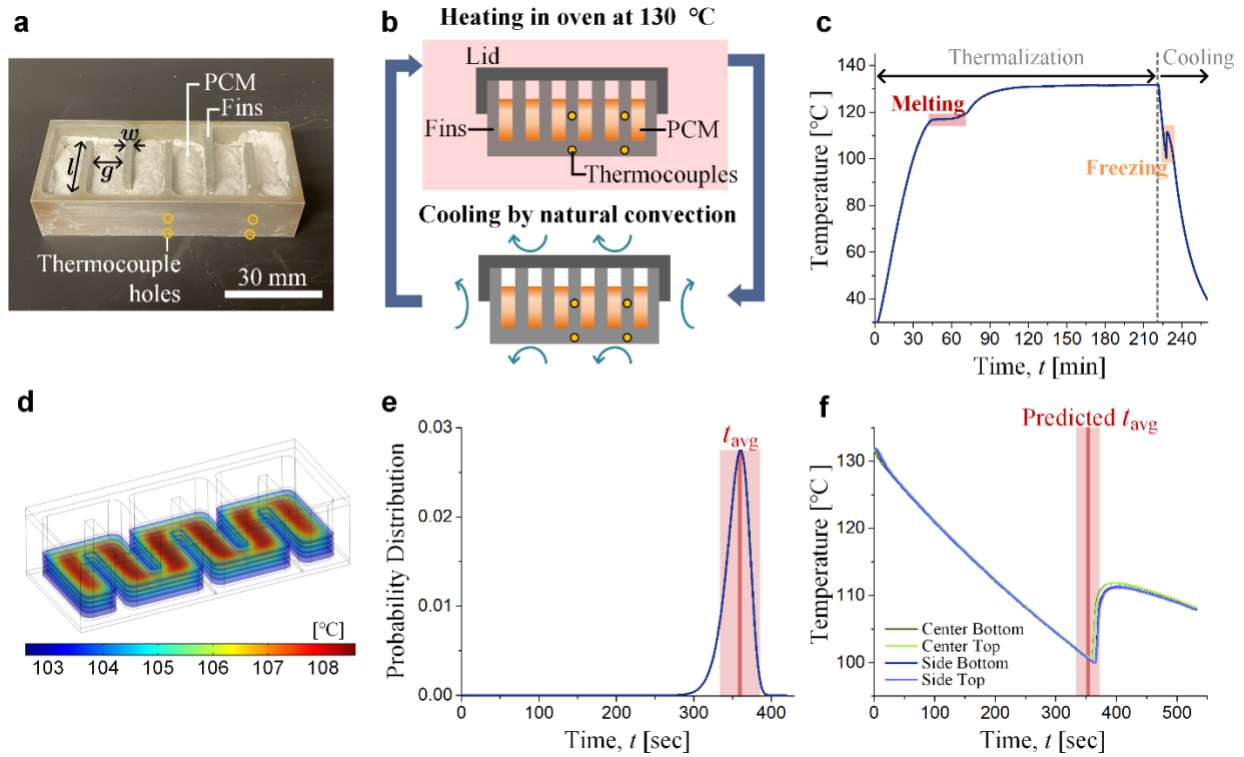 a
PCM
Fins
w
l
g
Thermocouple
holes
30 mm
b
Heating in oven at 130 °C
Lid
Fins
PCM
Thermocouples
Cooling by natural convection
c
Thermalization
Cooling
Melting
Freezing
Temperature [°C]
140
120
100
80
60
40
0 30 60 90 120 150 180 210 240
Time, t [min]
d
[°C]
103 104 105 106 107 108
e
Probability Distribution
0.03
0.02
0.01
0.00
t avg
0 100 200 300 400
Time, t [sec]
f
Predicted t avg
Temperature [°C]
130
120
110
100
Center Bottom
Center Top
Side Bottom
Side Top
0 100 200 300 400 500
Time, t [sec]